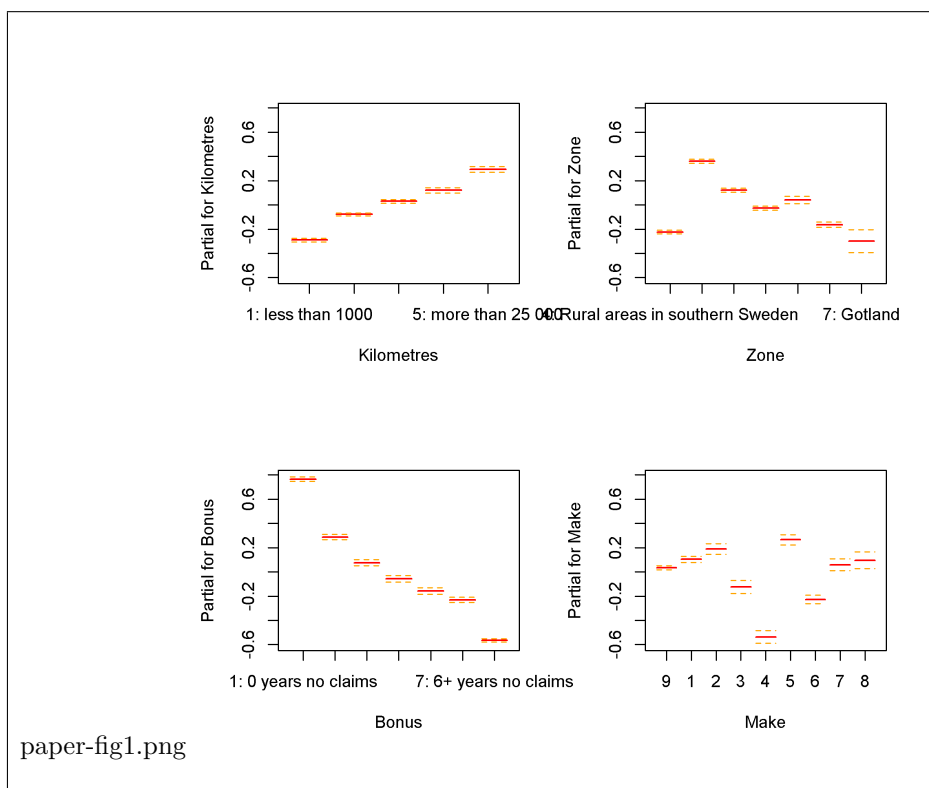 Partial for Kilometres
0.6
0.2
-0.2
-0.6
1: less than 1000
5: more than 25 000
Kilometres
Partial for Zone
0.6
0.2
-0.2
-0.6
4: Rural areas in southern Sweden
7: Gotland
Zone
Partial for Bonus
0.6
0.2
-0.2
-0.6
1: 0 years no claims
7: 6+ years no claims
Bonus
Partial for Make
0.6
0.2
-0.2
-0.6
9 1 2 3 4 5 6 7 8
Make
paper-fig1.png